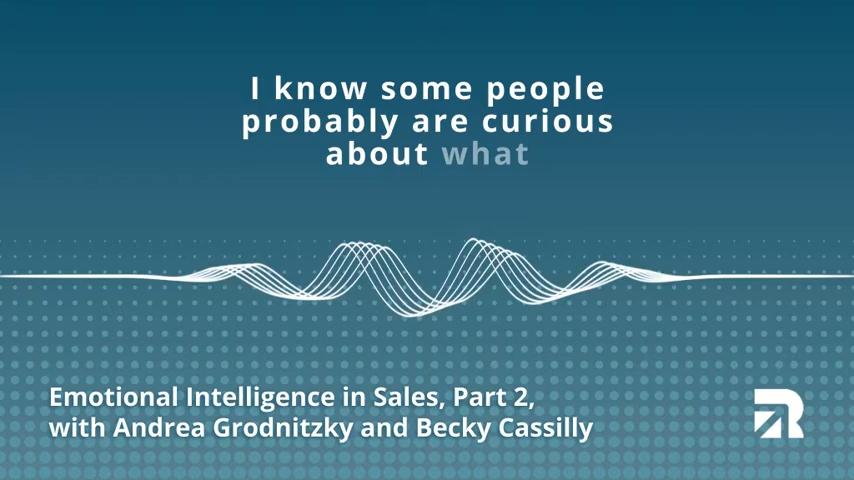 I know some people
probably are curious
about what
Emotional Intelligence in Sales, Part 2,
with Andrea Grodnitzky and Becky Cassilly